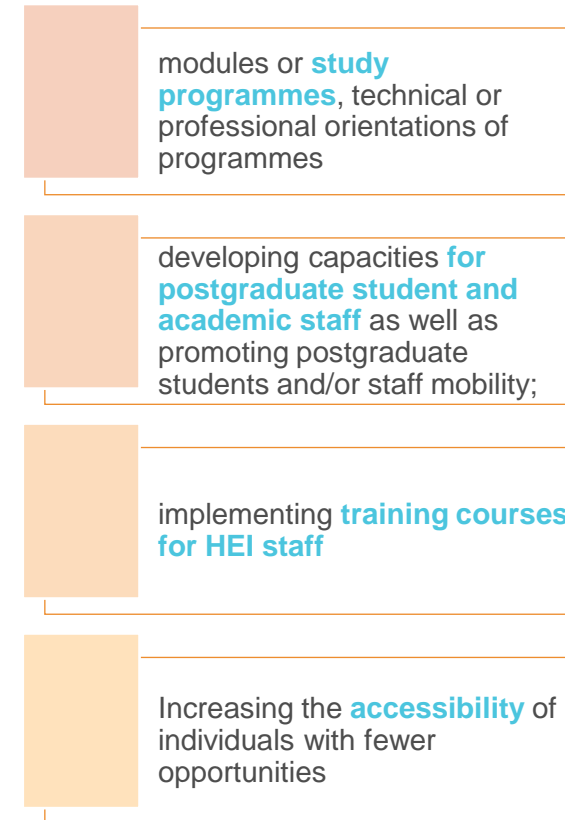 modules or study
programmes, technical or
professional orientations of
programmes
developing capacities for
postgraduate student and
academic staff as well as
promoting postgraduate
students and/or staff mobility;
implementing training courses
for HEI staff
Increasing the accessibility of
individuals with fewer
opportunities